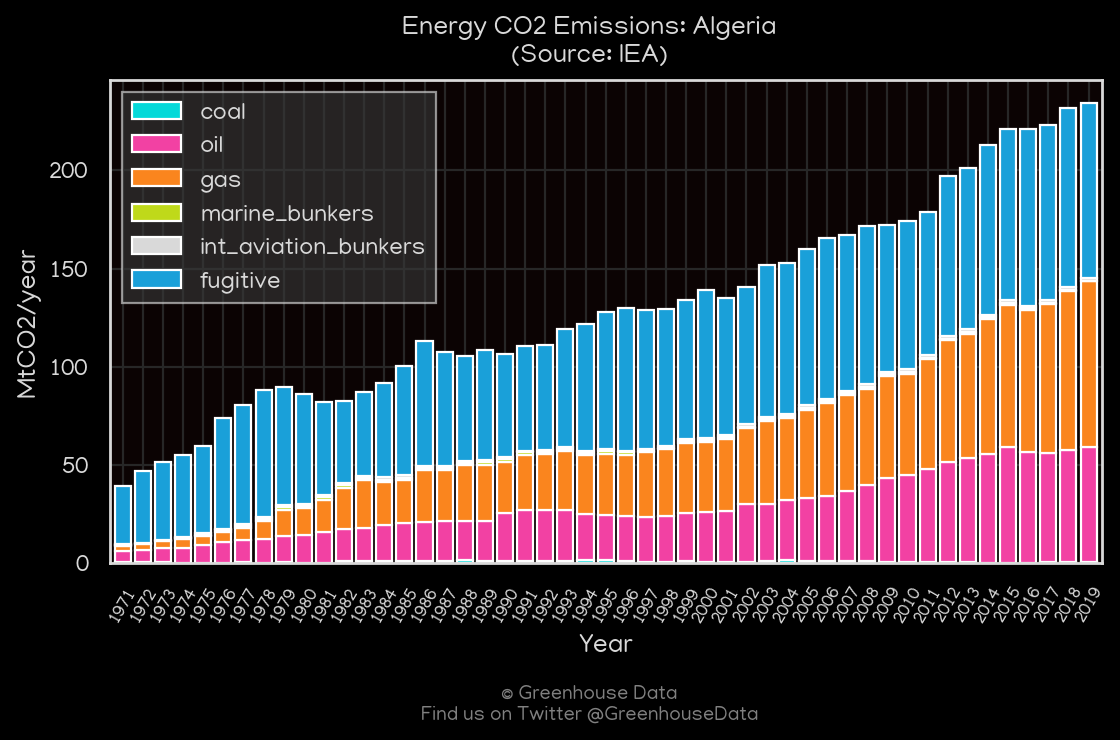 Energy CO2 Emissions: Algeria
(Source: IEA)
coal
oil
gas
marine_bunkers
int_aviation_bunkers
fugitive
MtCO2/year
200
150
100
50
0
1971 1972 1973 1974 1975 1976 1977 1978 1979 1980 1981 1982 1983 1984 1985 1986 1987 1988 1989 1990 1991 1992 1993 1994 1995 1996 1997 1998 1999 2000 2001 2002 2003 2004 2005 2006 2007 2008 2009 2010 2011 2012 2013 2014 2015 2016 2017 2018 2019
Year
© Greenhouse Data
Find us on Twitter @GreenhouseData